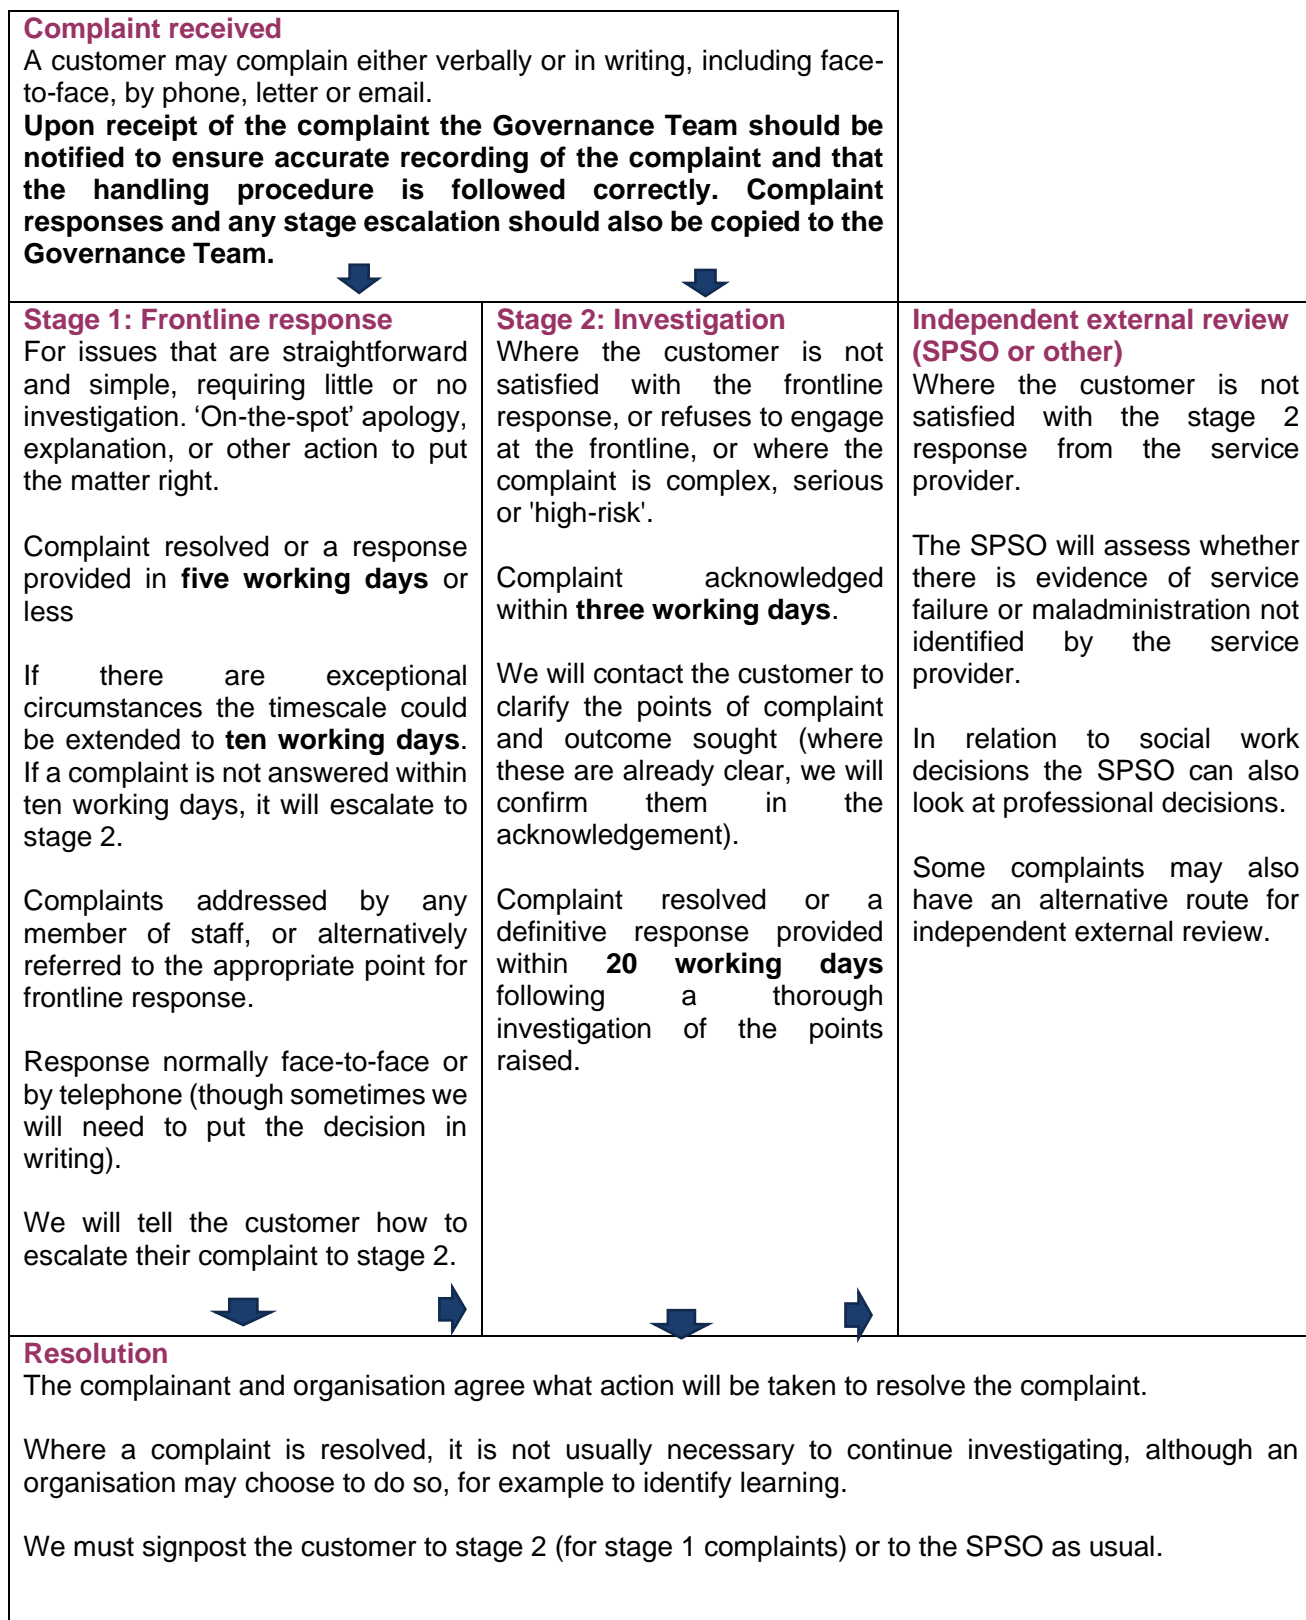 Complaint received
A customer may complain either verbally or in writing, including face-
to-face, by phone, letter or email.
Upon receipt of the complaint the Governance Team should be
notified to ensure accurate recording of the complaint and that
the handling procedure is followed correctly. Complaint
responses and any stage escalation should also be copied to the
Governance Team.
Stage 1: Frontline response
For issues that are straightforward
and simple, requiring little or no
investigation. ‘On-the-spot’ apology,
explanation, or other action to put
the matter right.
Complaint resolved or a response
provided in five working days or
less
If there are exceptional
circumstances the timescale could
be extended to ten working days.
If a complaint is not answered within
ten working days, it will escalate to
stage 2.
Complaints addressed by any
member of staff, or alternatively
referred to the appropriate point for
frontline response.
Response normally face-to-face or
by telephone (though sometimes we
will need to put the decision in
writing).
We will tell the customer how to
escalate their complaint to stage 2.
Stage 2: Investigation
Where the customer is not
satisfied with the frontline
response, or refuses to engage
at the frontline, or where the
complaint is complex, serious
or 'high-risk'.
Complaint acknowledged
within three working days.
We will contact the customer to
clarify the points of complaint
and outcome sought (where
these are already clear, we will
confirm them in the
acknowledgement).
Complaint resolved or a
definitive response provided
within 20 working days
following a thorough
investigation of the points
raised.
Independent external review
(SPSO or other)
Where the customer is not
satisfied with the stage 2
response from the service
provider.
The SPSO will assess whether
there is evidence of service
failure or maladministration not
identified by the service
provider.
In relation to social work
decisions the SPSO can also
look at professional decisions.
Some complaints may also
have an alternative route for
independent external review.
Resolution
The complainant and organisation agree what action will be taken to resolve the complaint.
Where a complaint is resolved, it is not usually necessary to continue investigating, although an
organisation may choose to do so, for example to identify learning.
We must signpost the customer to stage 2 (for stage 1 complaints) or to the SPSO as usual.